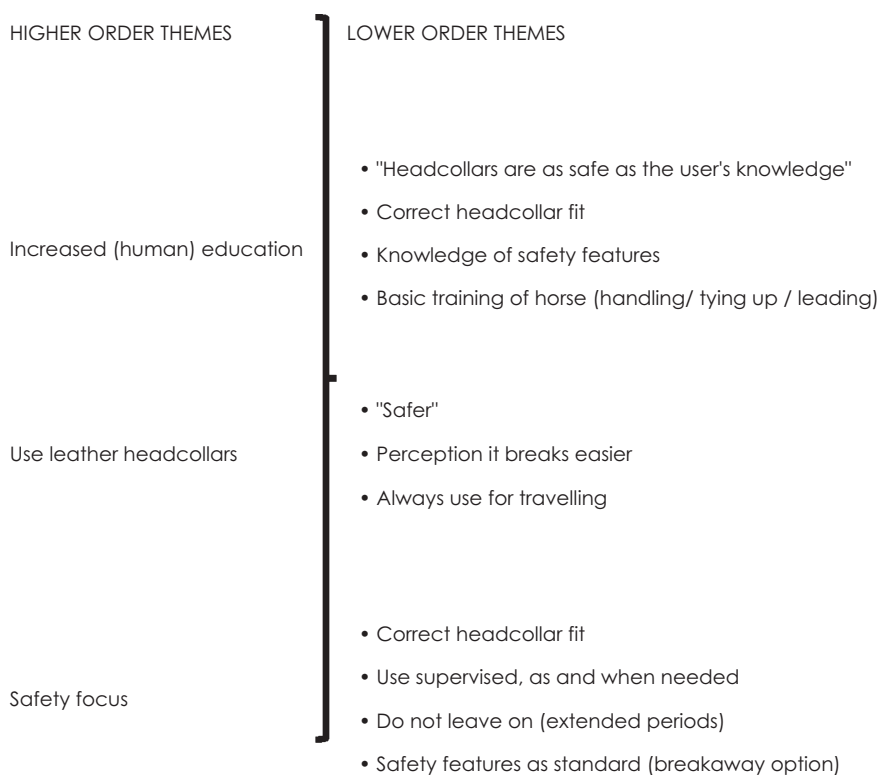 HIGHER ORDER THEMES
LOWER ORDER THEMES
Increased (human) education
• "Headcollars are as safe as the user's knowledge"
• Correct headcollar fit
• Knowledge of safety features
• Basic training of horse (handling/ tying up / leading)
Use leather headcollars
• "Safer"
• Perception it breaks easier
• Always use for travelling
Safety focus
• Correct headcollar fit
• Use supervised, as and when needed
• Do not leave on (extended periods)
• Safety features as standard (breakaway option)